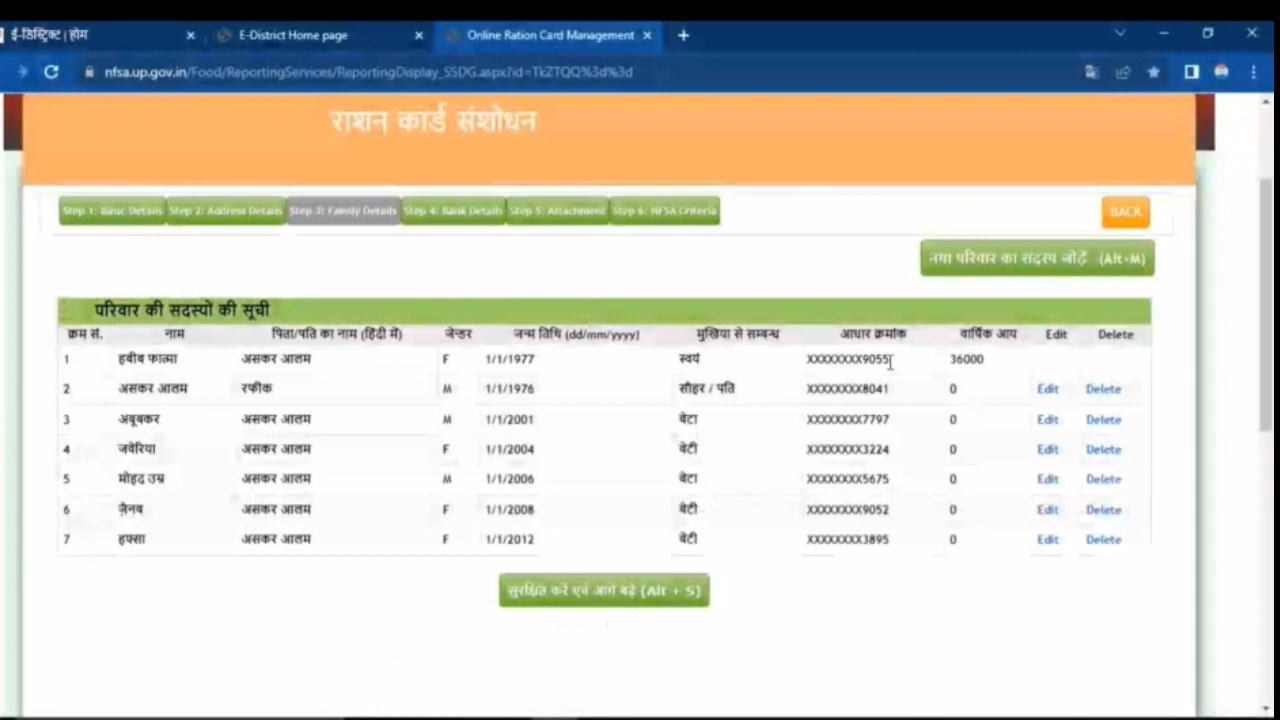 ई-डिस्ट्रिक्ट | होम
E-District Home page
Online Ration Card Management
nfsa.up.gov.in/Food/ReportingServices/ReportingDisplay_SSDG.aspx?id=TkZTQQ%3d%3d
राशन कार्ड संशोधन
Step 1: Basic Details Step 2: Address Details Step 3: Family Details Step 4: Bank Details Step 5: Attachment Step 6: NFSA Criteria BACK
नया परिवार का सदस्य जोड़ें (Alt+M)
परिवार की सदस्यों की सूची
क्रम सं. नाम पिता/पति का नाम (हिंदी में) जेन्डर जन्म तिथि (dd/mm/yyyy) मुखिया से सम्बन्ध आधार क्रमांक वार्षिक आय Edit Delete
1 हबीब फात्मा असकर आलम F 1/1/1977 स्वयं XXXXXXXX9055 36000
2 असकर आलम रफीक M 1/1/1976 सौहर / पति XXXXXXXX8041 0 Edit Delete
3 अबूबकर असकर आलम M 1/1/2001 बेटा XXXXXXXX7797 0 Edit Delete
4 जवेरिया असकर आलम F 1/1/2004 बेटी XXXXXXXX3224 0 Edit Delete
5 मोहद उम्र असकर आलम M 1/1/2006 बेटा XXXXXXXX5675 0 Edit Delete
6 ज़ैनब असकर आलम F 1/1/2008 बेटी XXXXXXXX9052 0 Edit Delete
7 हफ्सा असकर आलम F 1/1/2012 बेटी XXXXXXXX3895 0 Edit Delete
सुरक्षित करें एवं आगे बढ़े (Alt + S)